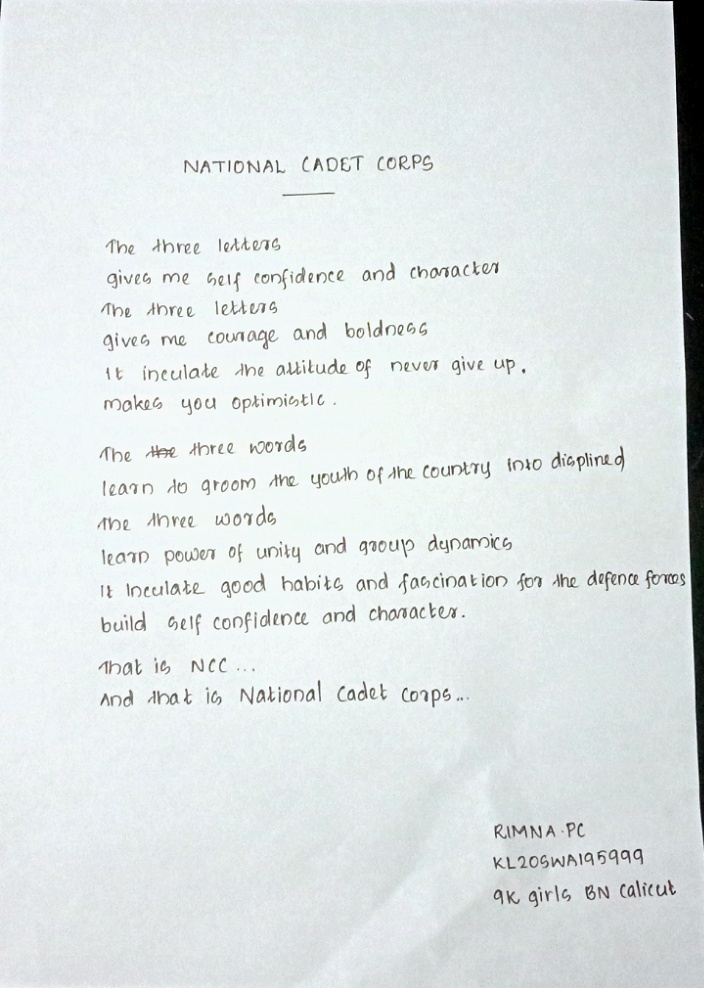 NATIONAL CADET CORPS
The three letters
gives me self confidence and character
The three letters
gives me courage and boldness
It inculate the attitude of never give up.
makes you optimistic.
The the three words
learn to groom the youth of the country into displined
the three words
learn power of unity and group dynamics
It Inculate good habits and fascination for the defence forces
build self confidence and character.
That is NCC...
And that is National Cadet Corps...
RIMNA.PC
KL20SWA195999
9K girls BN Calicut